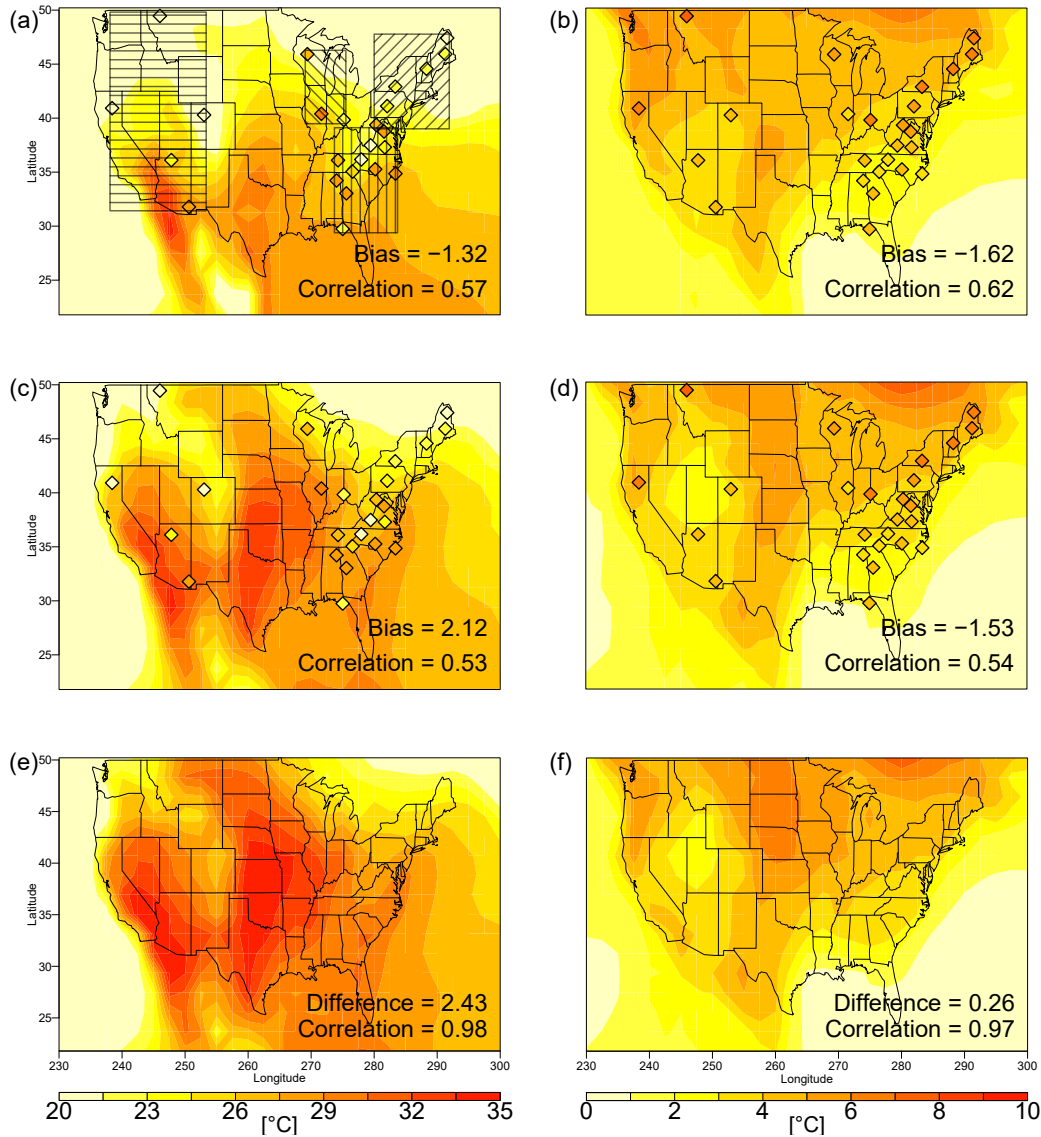 (a)
(b)
50
45
40
35
30
25
Latitude
Bias = −1.32
Correlation = 0.57
Bias = −1.62
Correlation = 0.62
(c)
(d)
50
45
40
35
30
25
Latitude
Bias = 2.12
Correlation = 0.53
Bias = −1.53
Correlation = 0.54
(e)
(f)
50
45
40
35
30
25
Latitude
Difference = 2.43
Correlation = 0.98
Difference = 0.26
Correlation = 0.97
230 240 250 260 270 280 290 300
Longitude
230 240 250 260 270 280 290 300
Longitude
20 23 26 29 32 35
[°C]
0 2 4 6 8 10
[°C]